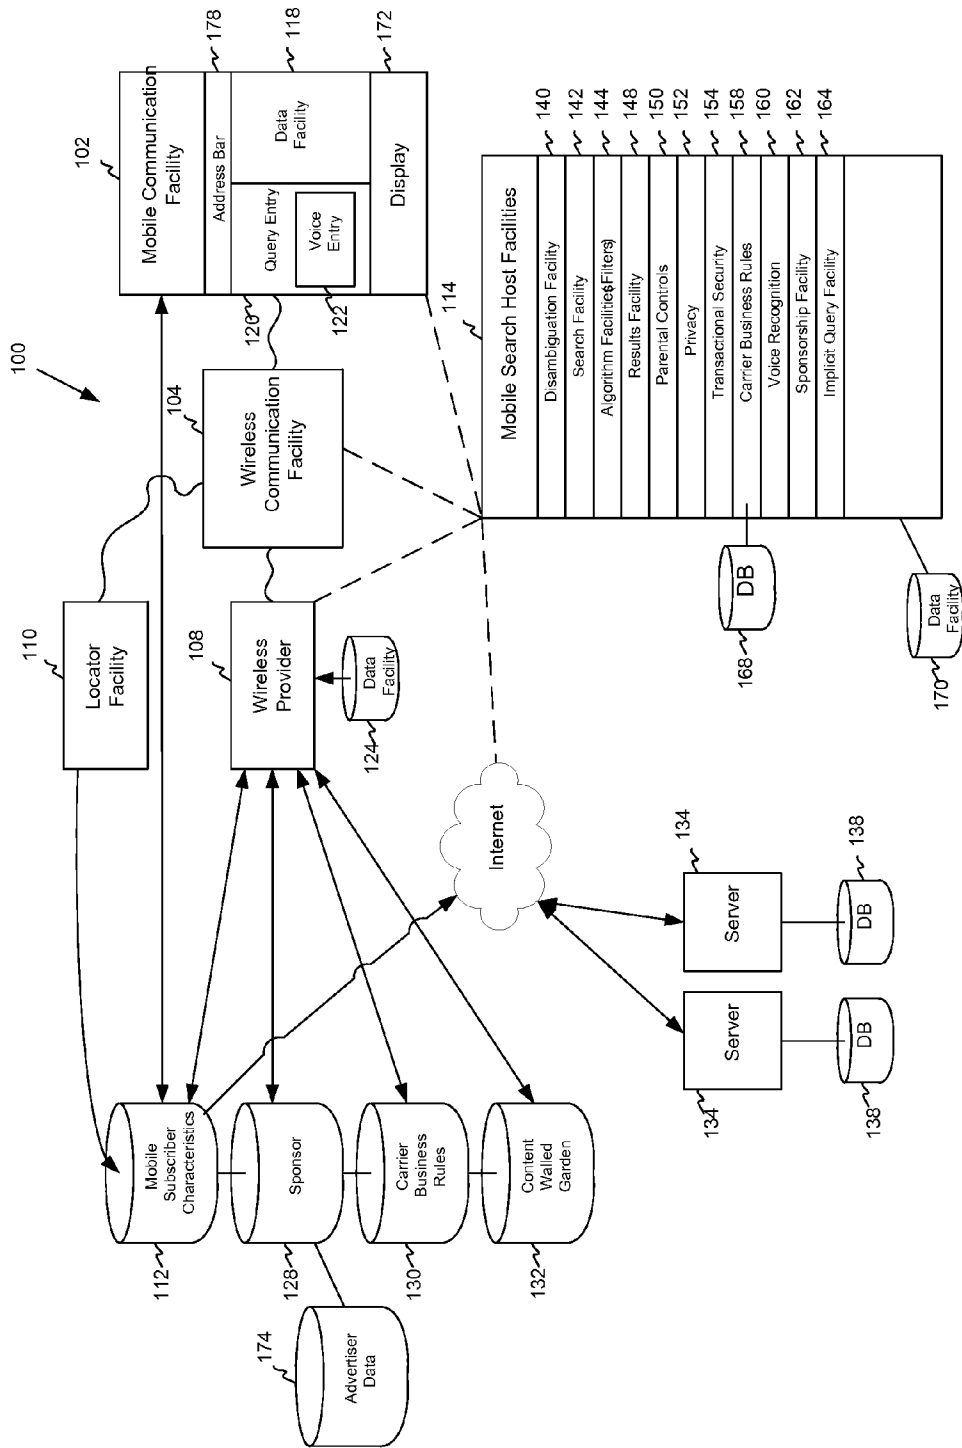 100
102
Mobile Communication
Facility
178
Address Bar
118
Data
Facility
120
Query Entry
122
Voice
Entry
172
Display
104
Wireless
Communication
Facility
110
Locator
Facility
108
Wireless
Provider
124
Data
Facility
112
Mobile
Subscriber
Characteristics
128
Sponsor
130
Carrier
Business
Rules
132
Content
Walled
Garden
174
Advertiser
Data
Internet
134
Server
138
DB
134
Server
138
DB
114
Mobile Search Host Facilities
Disambiguation Facility
140
Search Facility
142
Algorithm Facilities(Filters)
144
Results Facility
148
Parental Controls
150
Privacy
152
Transactional Security
154
Carrier Business Rules
158
Voice Recognition
160
Sponsorship Facility
162
Implicit Query Facility
164
DB
168
Data
Facility
170